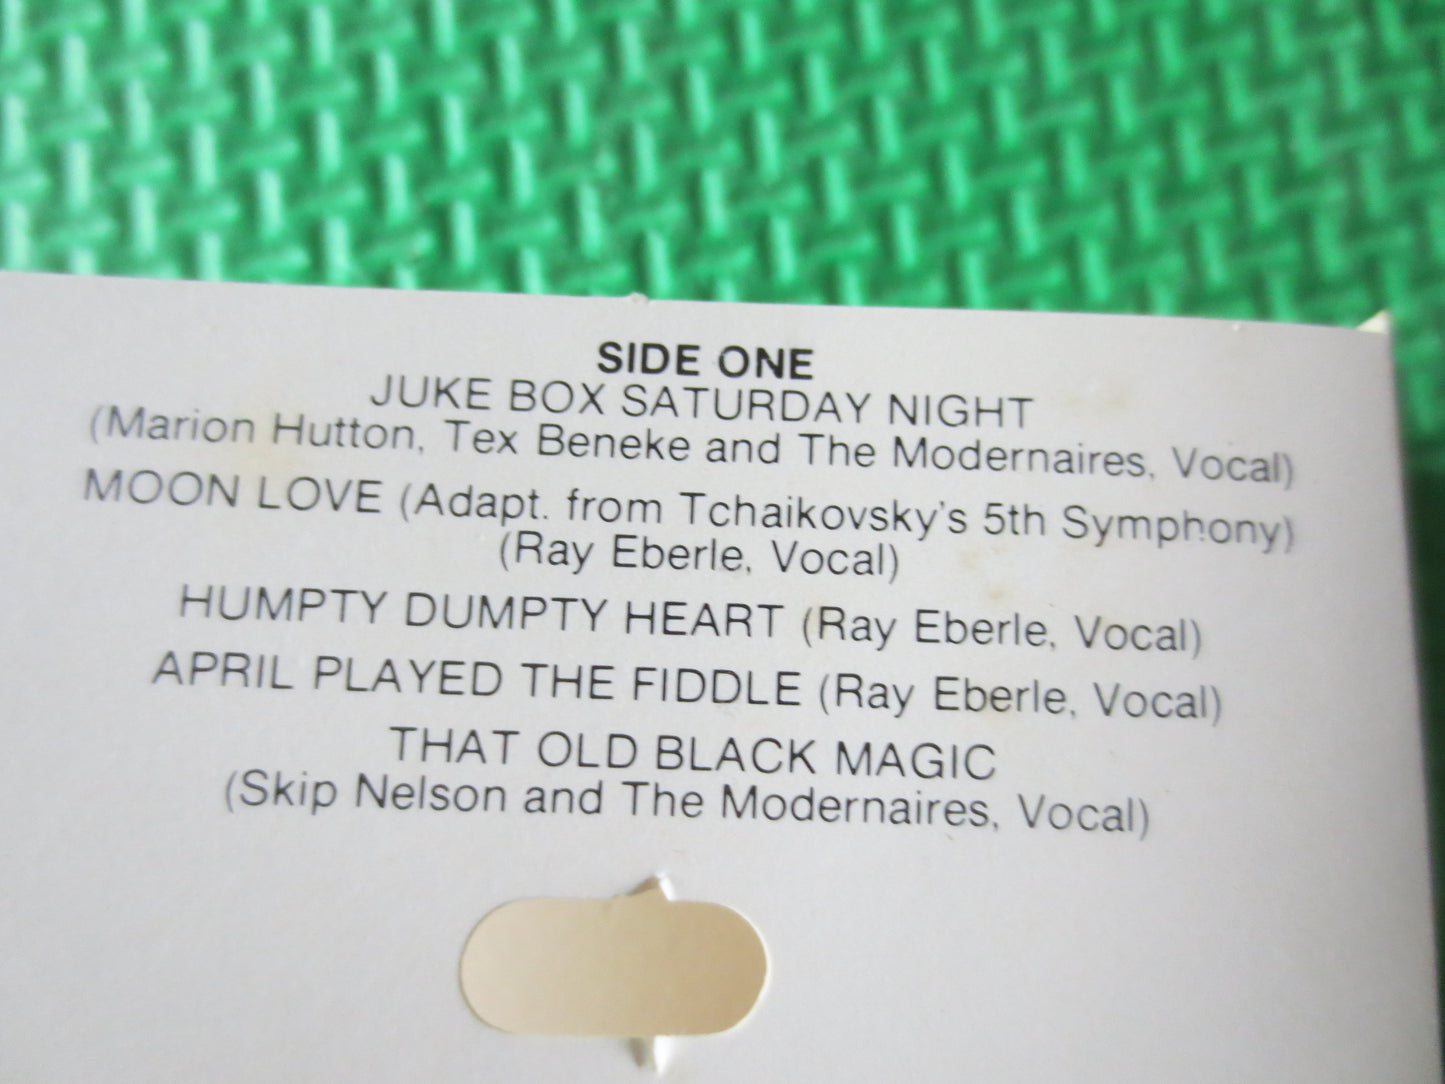 SIDE ONE
JUKE BOX SATURDAY NIGHT
(Marion Hutton, Tex Beneke and The Modernaires, Vocal)
MOON LOVE (Adapt. from Tchaikovsky's 5th Symphony)
(Ray Eberle, Vocal)
HUMPTY DUMPTY HEART (Ray Eberle, Vocal)
APRIL PLAYED THE FIDDLE (Ray Eberle, Vocal)
THAT OLD BLACK MAGIC
(Skip Nelson and The Modernaires, Vocal)